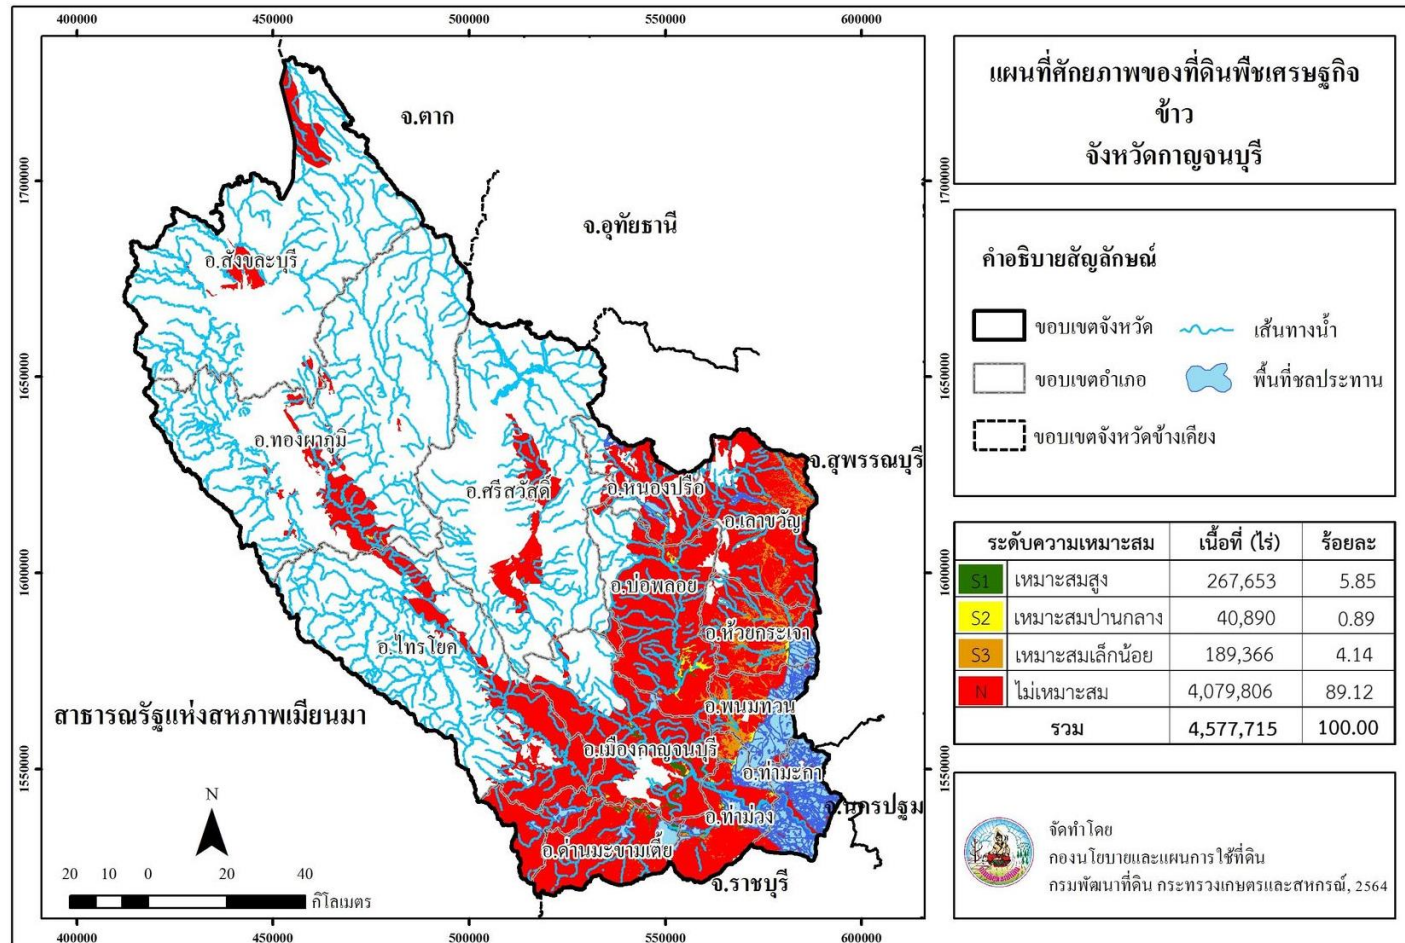 400000
450000
500000
550000
600000
แผนที่ศักยภาพของที่ดินพืชเศรษฐกิจ
ข้าว
จังหวัดกาญจนบุรี
จ.ตาก
1700000
1700000
จ.อุทัยธานี
อ.สังขละบุรี
คำอธิบายสัญลักษณ์
ขอบเขตจังหวัด
เส้นทางน้ำ
ขอบเขตอำเภอ
พื้นที่ชลประทาน
ขอบเขตจังหวัดข้างเคียง
1650000
1650000
อ.ทองผาภูมิ
จ.สุพรรณบุรี
อ.ศรีสวัสดิ์
อ.หนองปรือ
อ.เลาขวัญ
ระดับความเหมาะสม เนื้อที่ (ไร่) ร้อยละ
S1 เหมาะสมสูง 267,653 5.85
S2 เหมาะสมปานกลาง 40,890 0.89
S3 เหมาะสมเล็กน้อย 189,366 4.14
N ไม่เหมาะสม 4,079,806 89.12
รวม 4,577,715 100.00
1600000
1600000
อ.บ่อพลอย
อ.ห้วยกระเจา
อ.ไทรโยค
สาธารณรัฐแห่งสหภาพเมียนมา
อ.พนมทวน
อ.เมืองกาญจนบุรี
อ.ท่ามะกา
1550000
1550000
จ.นครปฐม
อ.ท่าม่วง
อ.ด่านมะขามเตี้ย
จ.ราชบุรี
N
20 10 0 20 40
กิโลเมตร
จัดทำโดย
กองนโยบายและแผนการใช้ที่ดิน
กรมพัฒนาที่ดิน กระทรวงเกษตรและสหกรณ์, 2564
400000
450000
500000
550000
600000